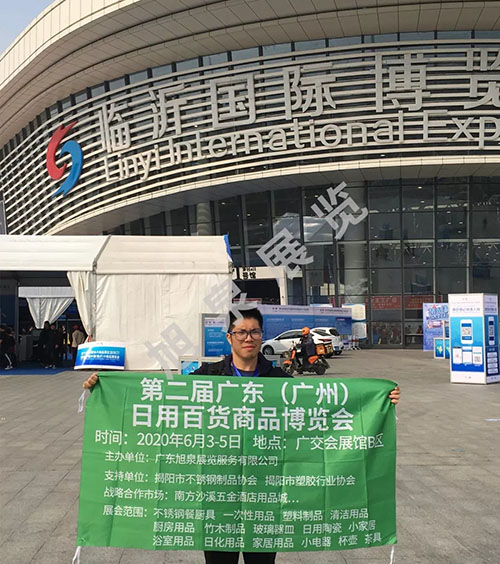 临沂国际博览
Linyi International Exp
旭泉展览
第二届广东（广州）
日用百货商品博览会
时间：2020年6月3-5日 地点：广交会展馆B区
主办单位：广东旭泉展览服务有限公司
支持单位：揭阳市不锈钢制品协会 揭阳市塑胶行业协会
战略合作市场：南方沙溪五金酒店用品城...
展会范围：不锈钢餐厨具 一次性用品 塑料制品 清洁用品
厨房用品 竹木制品 玻璃器皿 日用陶瓷 小家居
浴室用品 日化用品 家居用品 小电器 杯壶 茶具